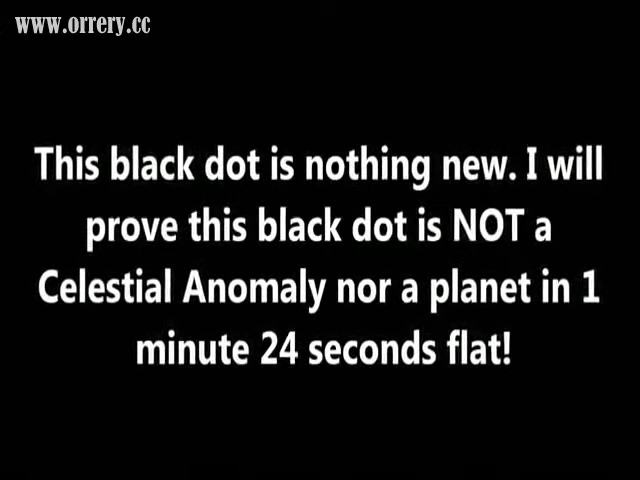 www.orrery.cc
This black dot is nothing new. I will
prove this black dot is NOT a
Celestial Anomaly nor a planet in 1
minute 24 seconds flat!